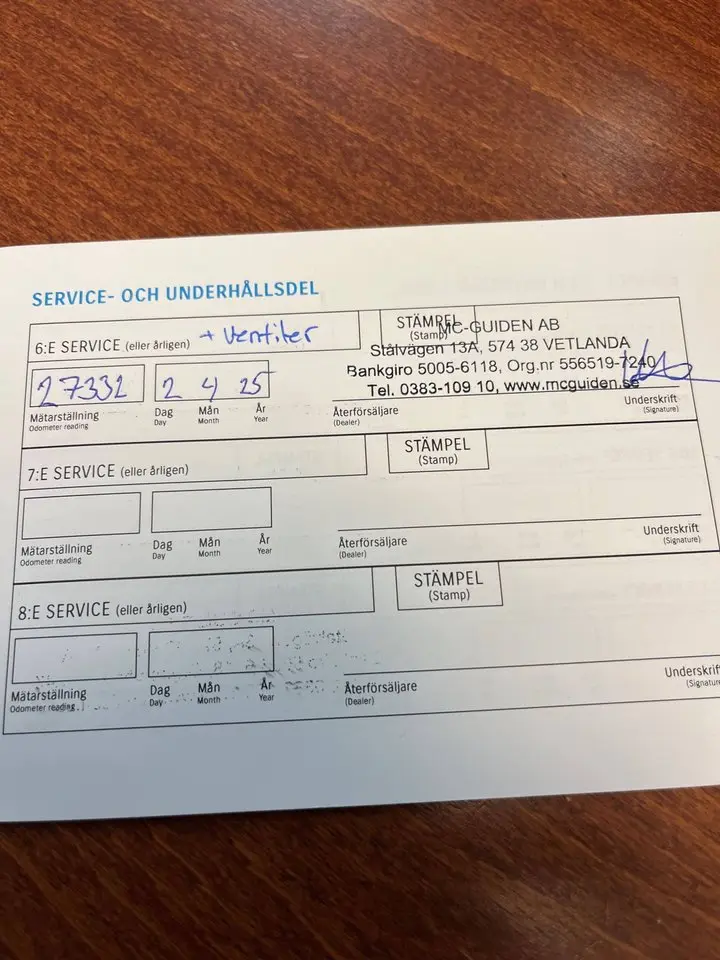 SERVICE- OCH UNDERHÅLLSDEL
6:E SERVICE (eller årligen) + Ventiler
STÄMPEL
(Stamp)
MC-GUIDEN AB
Stålvägen 13A, 574 38 VETLANDA
Bankgiro 5005-6118, Org.nr 556519-7240
Tel. 0383-109 10, www.mcguiden.se
27332 2 4 25
Mätarställning Dag Mån År Återförsäljare Underskrift
Odometer reading Day Month Year (Dealer) (Signature)
7:E SERVICE (eller årligen) STÄMPEL
(Stamp)
Mätarställning Dag Mån År Återförsäljare Underskrift
Odometer reading Day Month Year (Dealer) (Signature)
8:E SERVICE (eller årligen) STÄMPEL
(Stamp)
Mätarställning Dag Mån År Återförsäljare Underskrift
Odometer reading Day Month Year (Dealer) (Signature